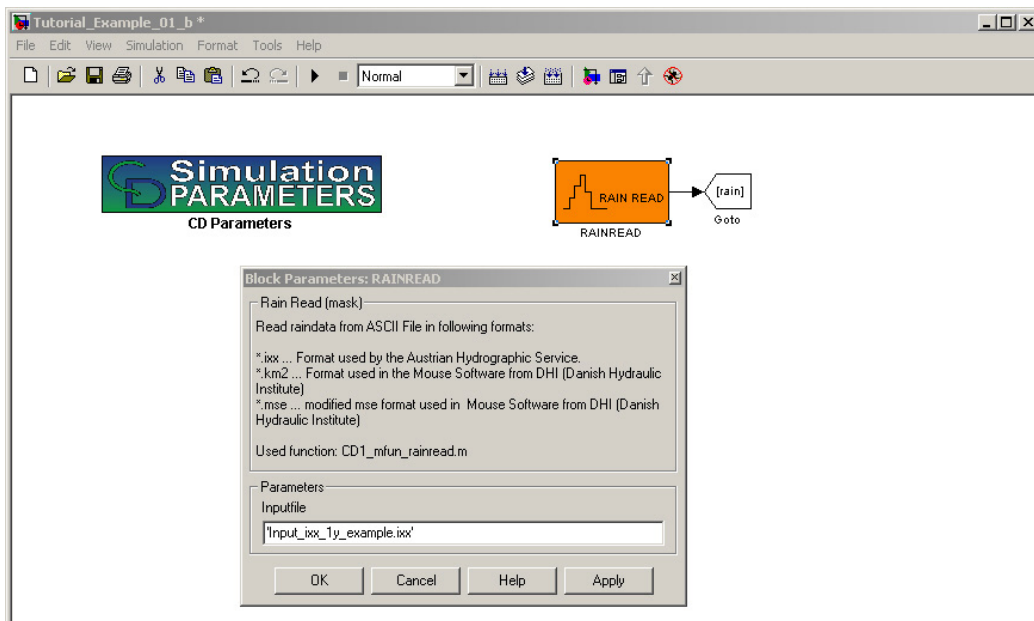 Tutorial_Example_01_b *
File Edit View Simulation Format Tools Help
Normal
Simulation
PARAMETERS
CD Parameters
RAIN READ
RAINREAD
[rain]
Goto
Block Parameters: RAINREAD
Rain Read (mask)
Read raindata from ASCII File in following formats:
*.ixx ... Format used by the Austrian Hydrographic Service.
*.km2 ... Format used in the Mouse Software from DHI (Danish Hydraulic
Institute)
*.mse ... modified mse format used in Mouse Software from DHI (Danish
Hydraulic Institute)
Used function: CD1_mfun_rainread.m
Parameters
Inputfile
'Input_ixx_1y_example.ixx'
OK Cancel Help Apply